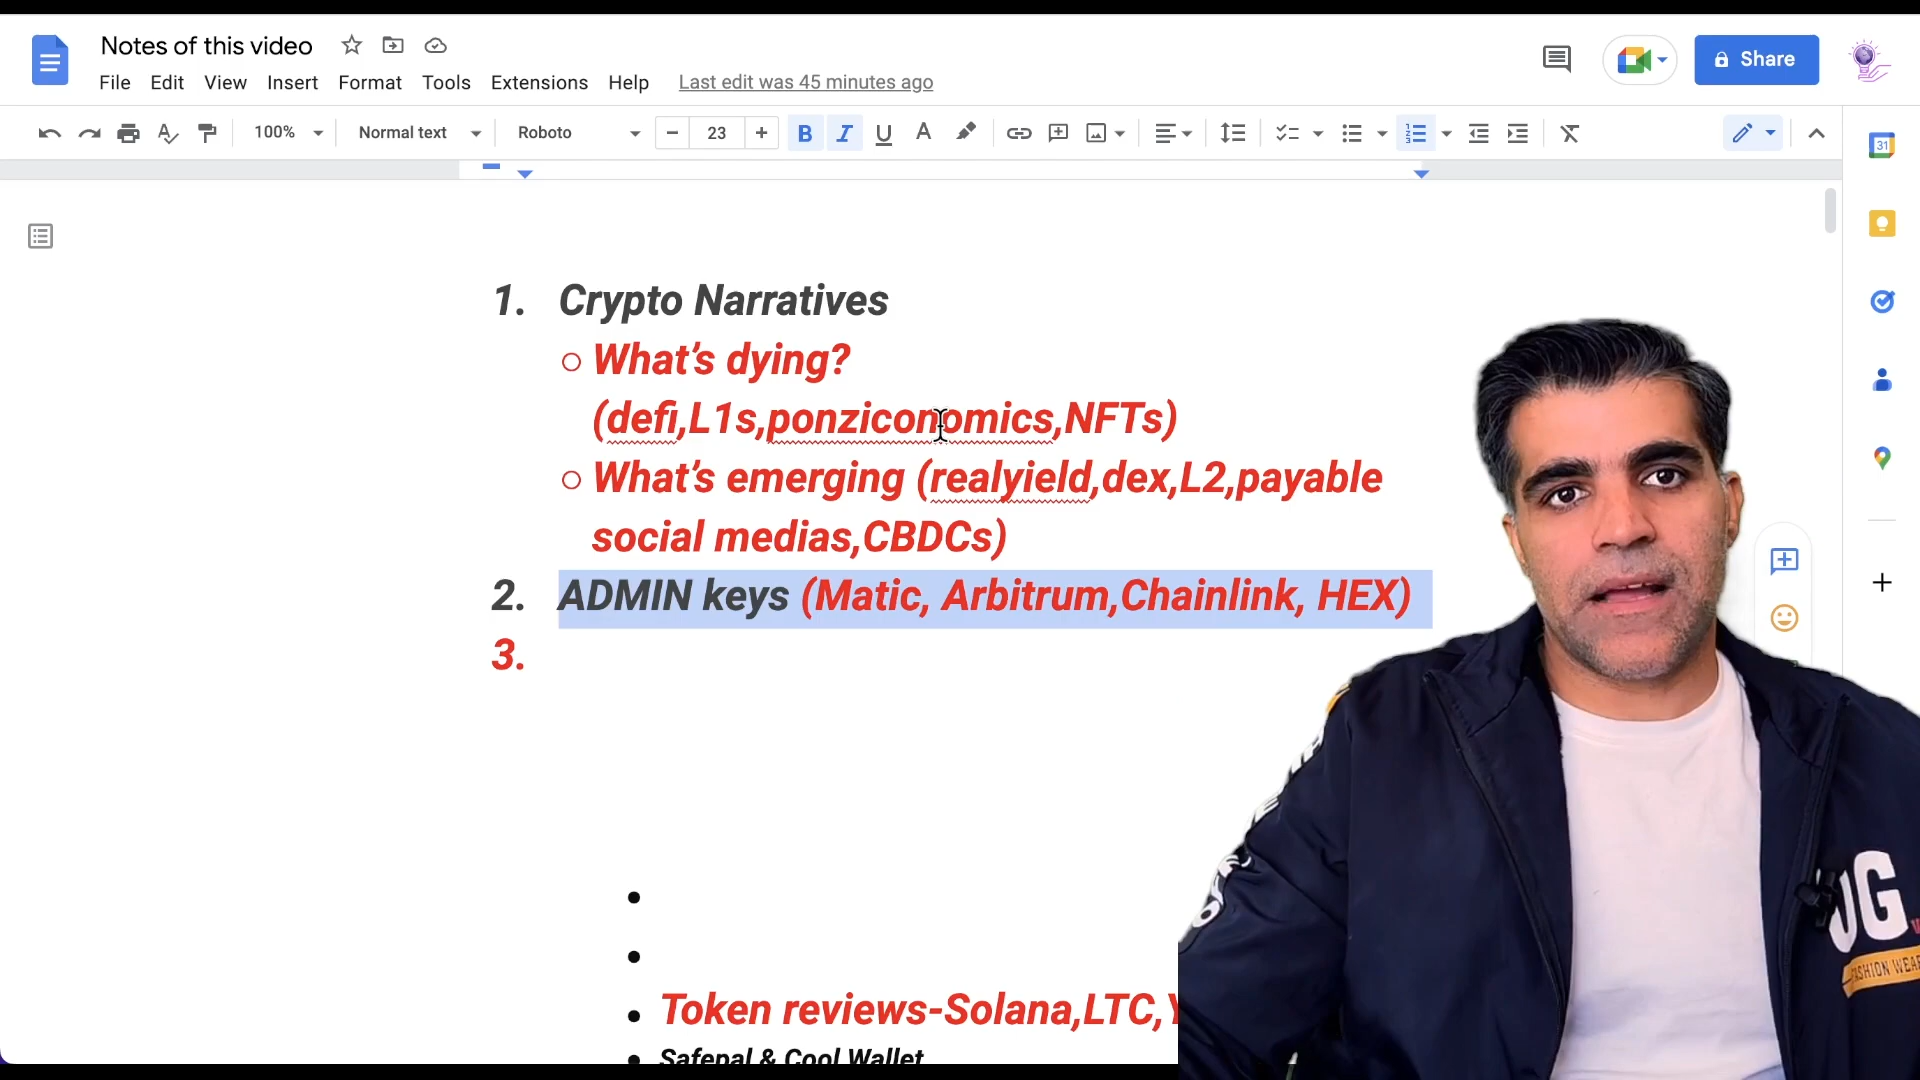 Notes of this video
File Edit View Insert Format Tools Extensions Help Last edit was 45 minutes ago
Share
100% Normal text Roboto 23 B I U A
31
1. Crypto Narratives
What's dying?
(defi,L1s,ponziconomics,NFTs)
What's emerging (realyield,dex,L2,payable
social medias,CBDCs)
2. ADMIN keys (Matic, Arbitrum,Chainlink, HEX)
3.
Token reviews-Solana,LTC,
Safepal & Cool Wallet
FASHION WEAR